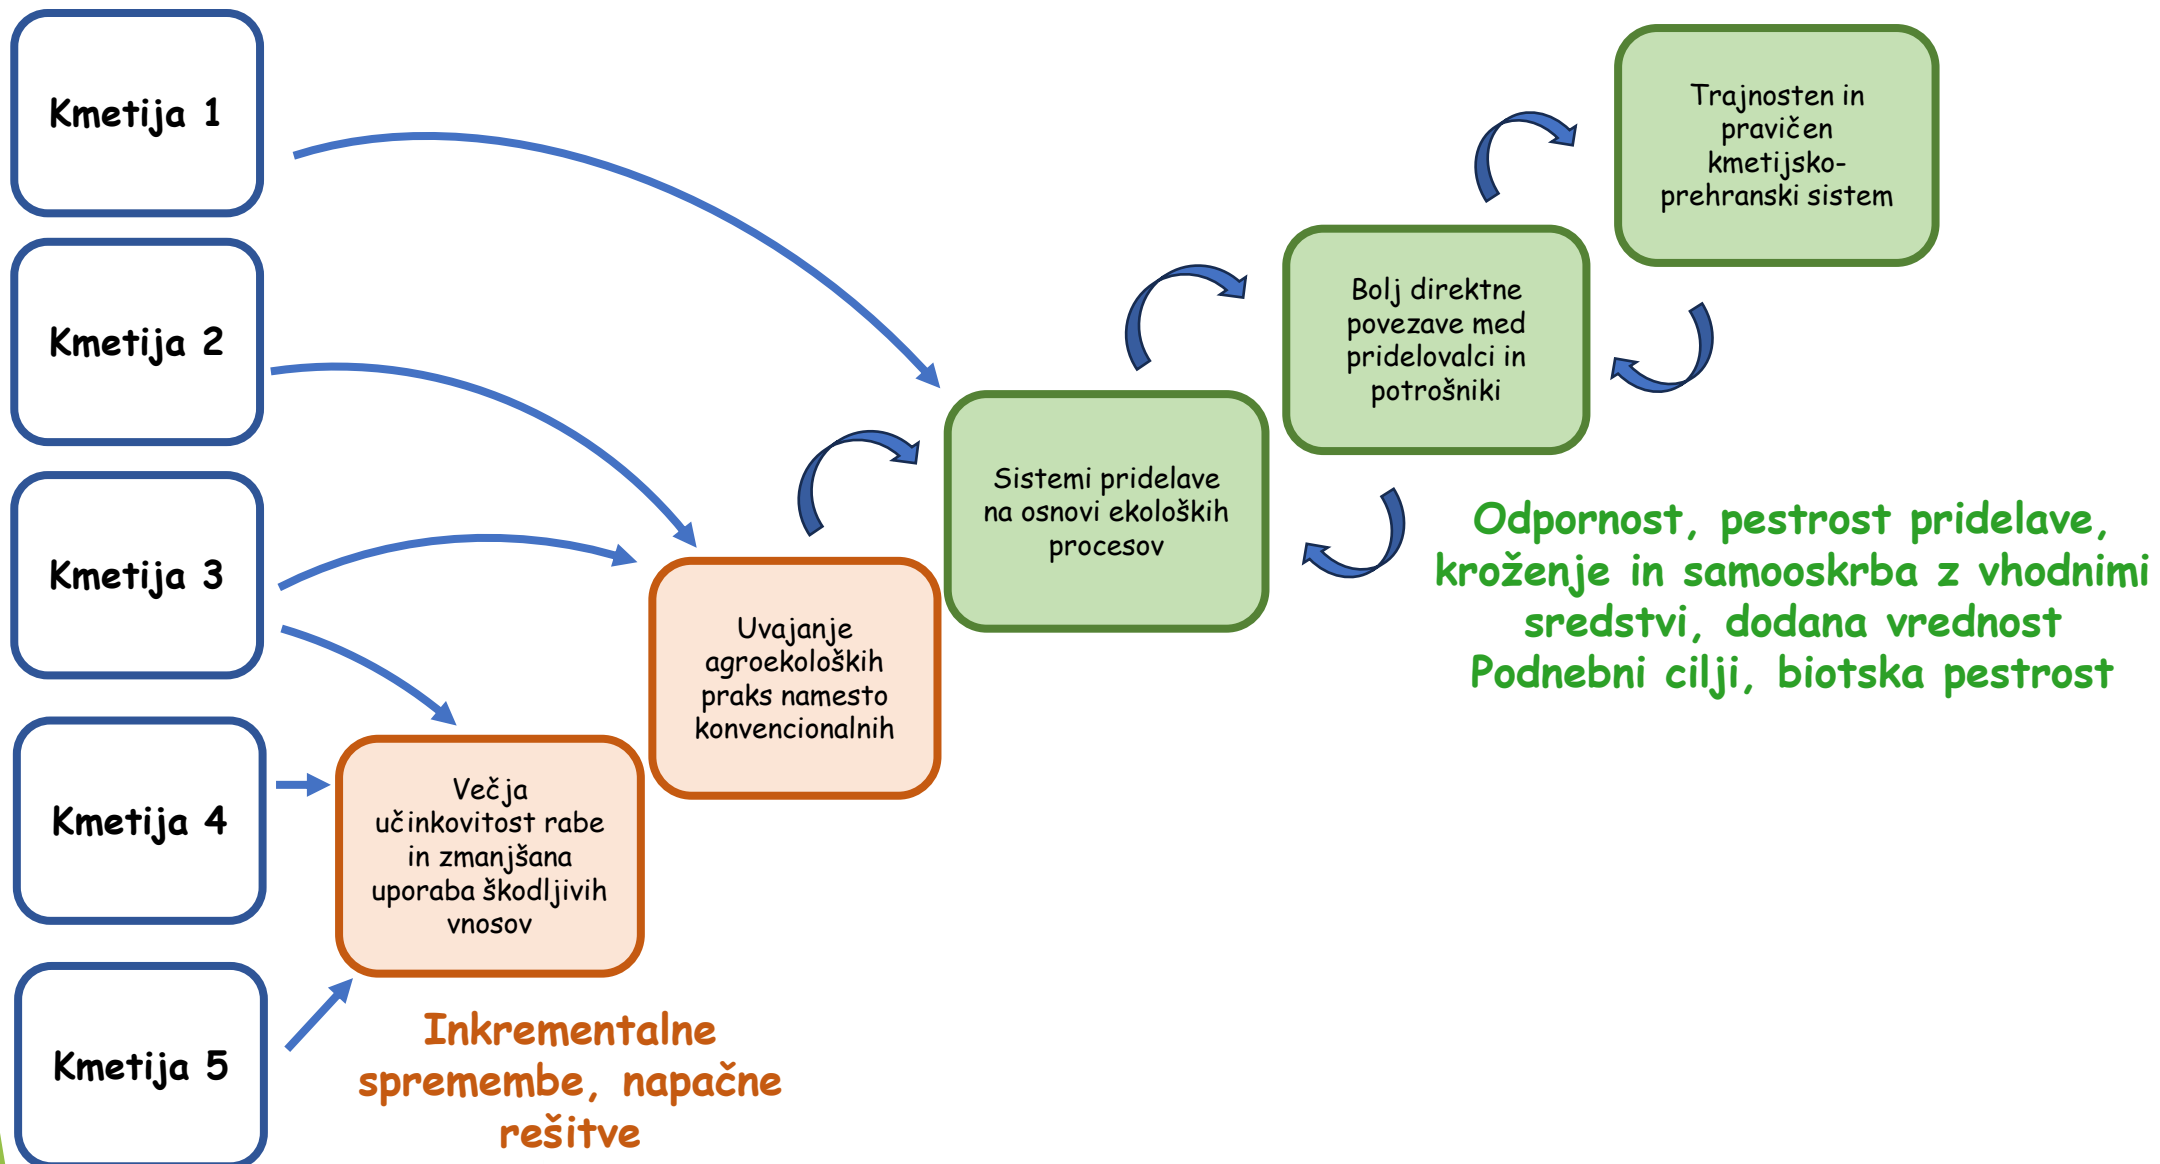 Kmetija 1
Kmetija 2
Kmetija 3
Kmetija 4
Kmetija 5
Večja
učinkovitost rabe
in zmanjšana
uporaba škodljivih
vnosov
Uvajanje
agroekoloških
praks namesto
konvencionalnih
Sistemi pridelave
na osnovi ekoloških
procesov
Bolj direktne
povezave med
pridelovalci in
potrošniki
Trajnosten in
pravičen
kmetijsko-
prehranski sistem
Odpornost, pestrost pridelave,
kroženje in samooskrba z vhodnimi
sredstvi, dodana vrednost
Podnebni cilji, biotska pestrost
Inkrementalne
spremembe, napačne
rešitve